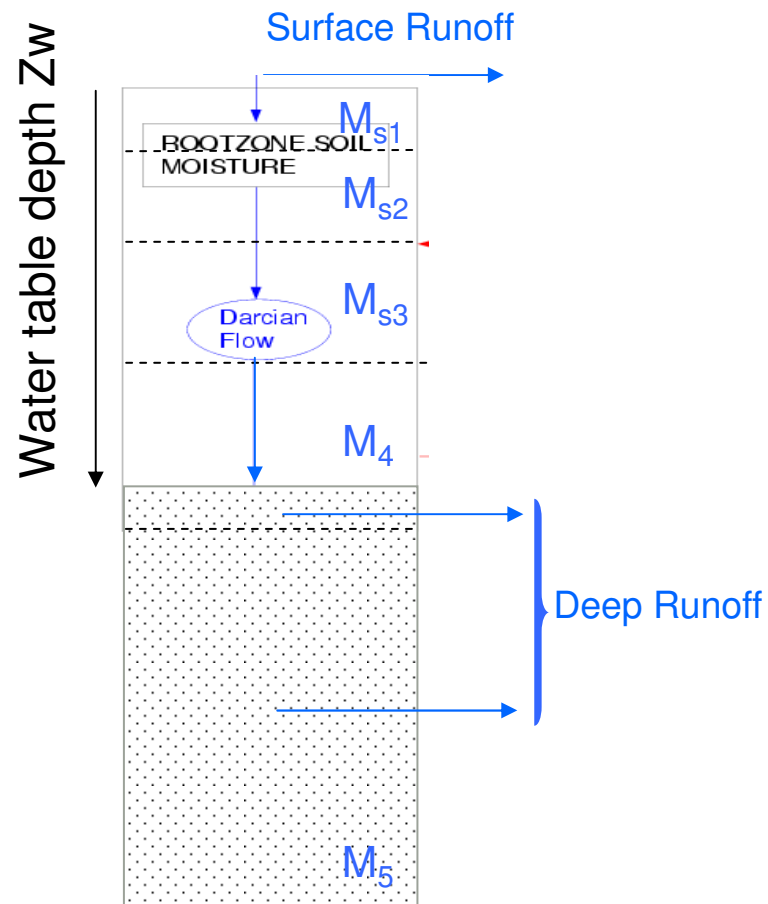 Surface Runoff
Water table depth Zw
Ms1
ROOTZONE SOIL
MOISTURE
Ms2
Ms3
Darcian
Flow
M4
Deep Runoff
M5